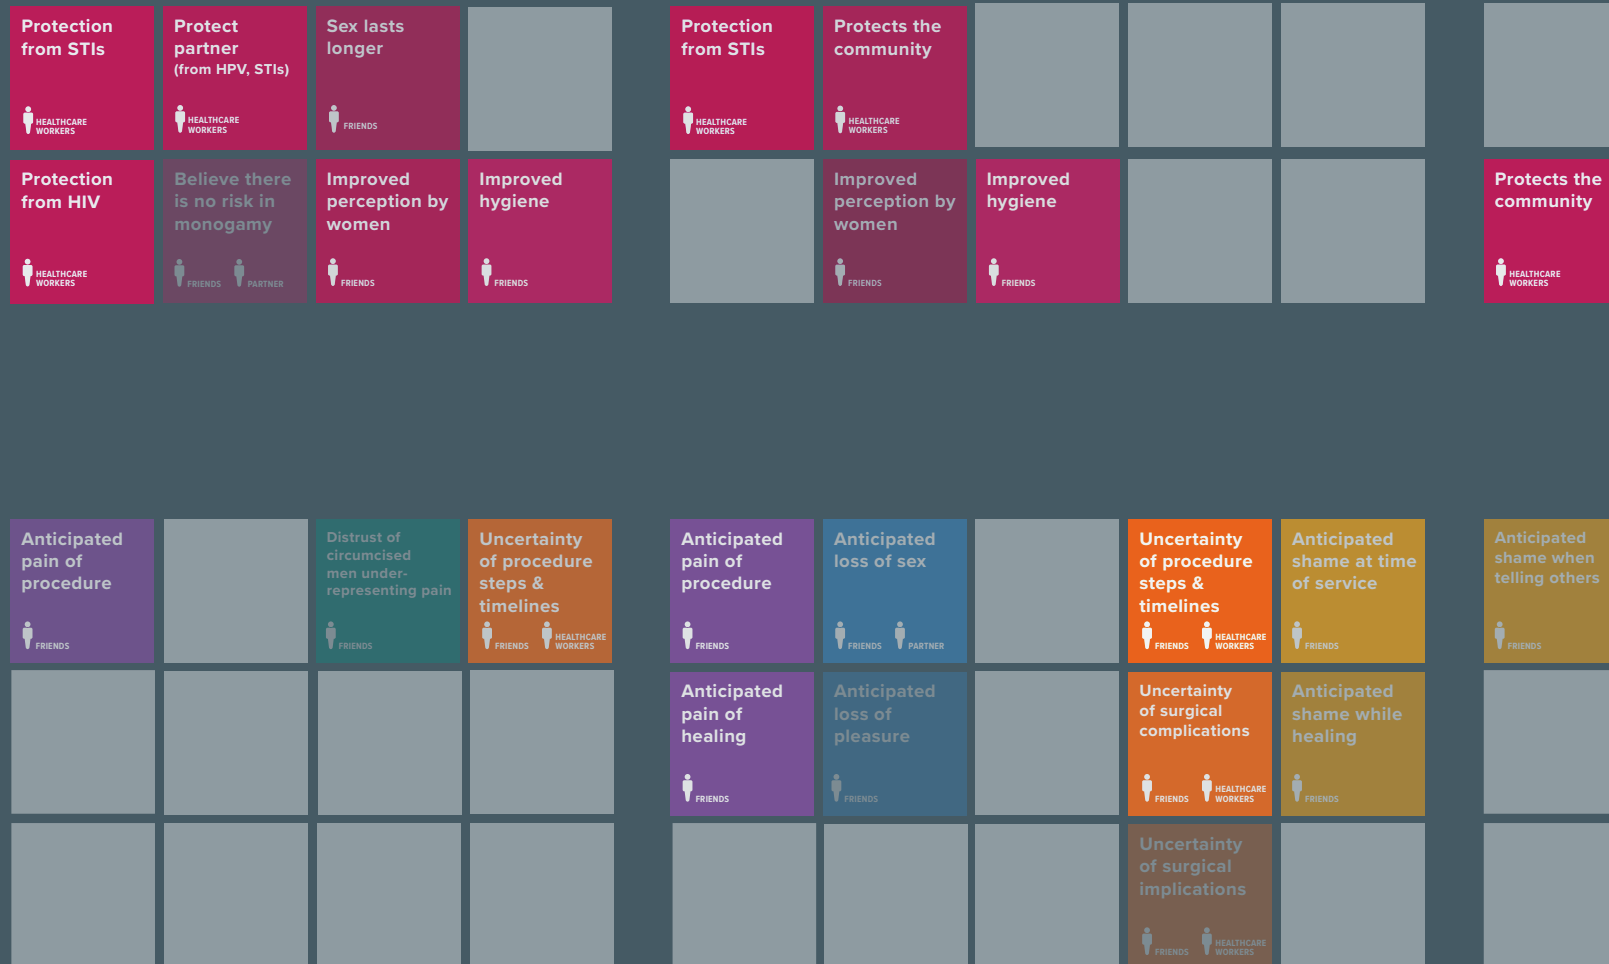 Protection
from STIs
HEALTHCARE
WORKERS
Protect
partner
(from HPV, STIs)
HEALTHCARE
WORKERS
Sex lasts
longer
FRIENDS
Protection
from STIs
HEALTHCARE
WORKERS
Protects the
community
HEALTHCARE
WORKERS
Protection
from HIV
HEALTHCARE
WORKERS
Believe there
is no risk in
monogamy
FRIENDS
PARTNER
Improved
perception by
women
FRIENDS
Improved
hygiene
FRIENDS
Improved
perception by
women
FRIENDS
Improved
hygiene
FRIENDS
Protects the
community
HEALTHCARE
WORKERS
Anticipated
pain of
procedure
FRIENDS
Distrust of
circumcised
men under-
representing pain
FRIENDS
Uncertainty
of procedure
steps &
timelines
FRIENDS
HEALTHCARE
WORKERS
Anticipated
pain of
procedure
FRIENDS
Anticipated
loss of sex
FRIENDS
PARTNER
Uncertainty
of procedure
steps &
timelines
FRIENDS
HEALTHCARE
WORKERS
Anticipated
shame at time
of service
FRIENDS
Anticipated
shame when
telling others
FRIENDS
Anticipated
pain of
healing
FRIENDS
Anticipated
loss of
pleasure
FRIENDS
Uncertainty
of surgical
complications
FRIENDS
HEALTHCARE
WORKERS
Anticipated
shame while
healing
FRIENDS
Uncertainty
of surgical
implications
FRIENDS
HEALTHCARE
WORKERS